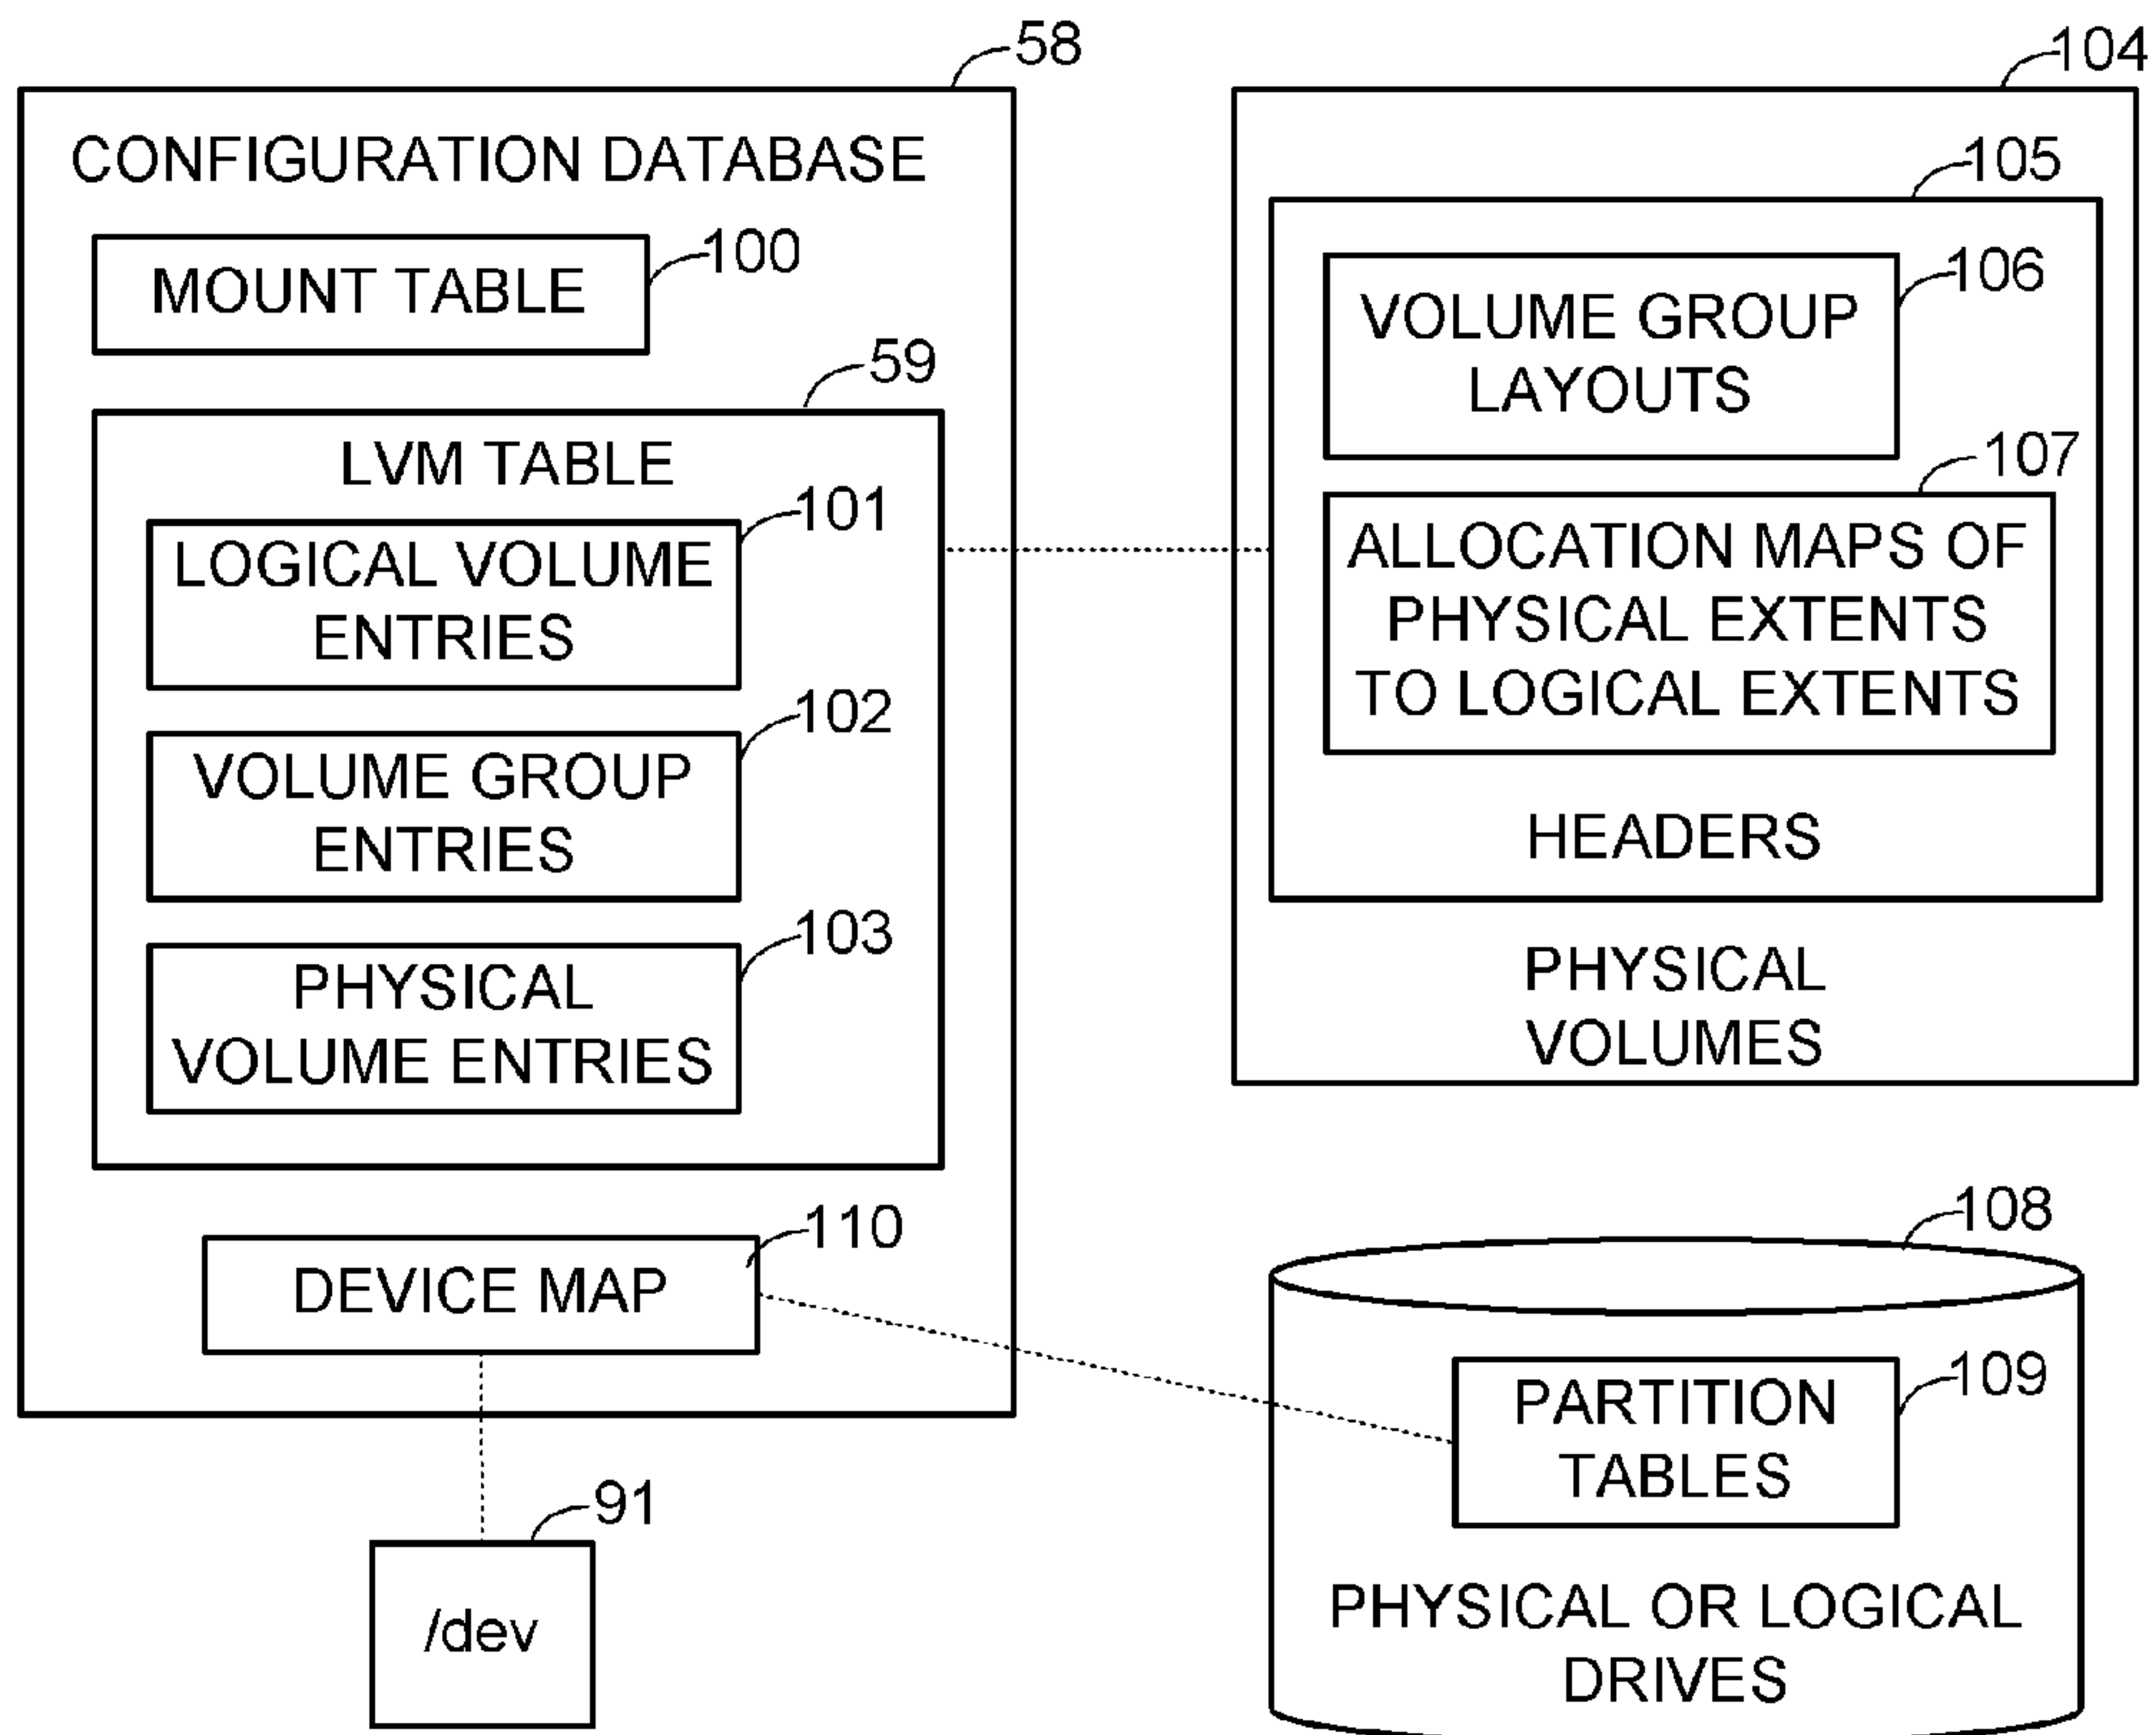 58
CONFIGURATION DATABASE
100
MOUNT TABLE
59
LVM TABLE
101
LOGICAL VOLUME
ENTRIES
102
VOLUME GROUP
ENTRIES
103
PHYSICAL
VOLUME ENTRIES
110
DEVICE MAP
91
/dev
104
105
106
VOLUME GROUP
LAYOUTS
107
ALLOCATION MAPS OF
PHYSICAL EXTENTS
TO LOGICAL EXTENTS
HEADERS
PHYSICAL
VOLUMES
108
109
PARTITION
TABLES
PHYSICAL OR LOGICAL
DRIVES